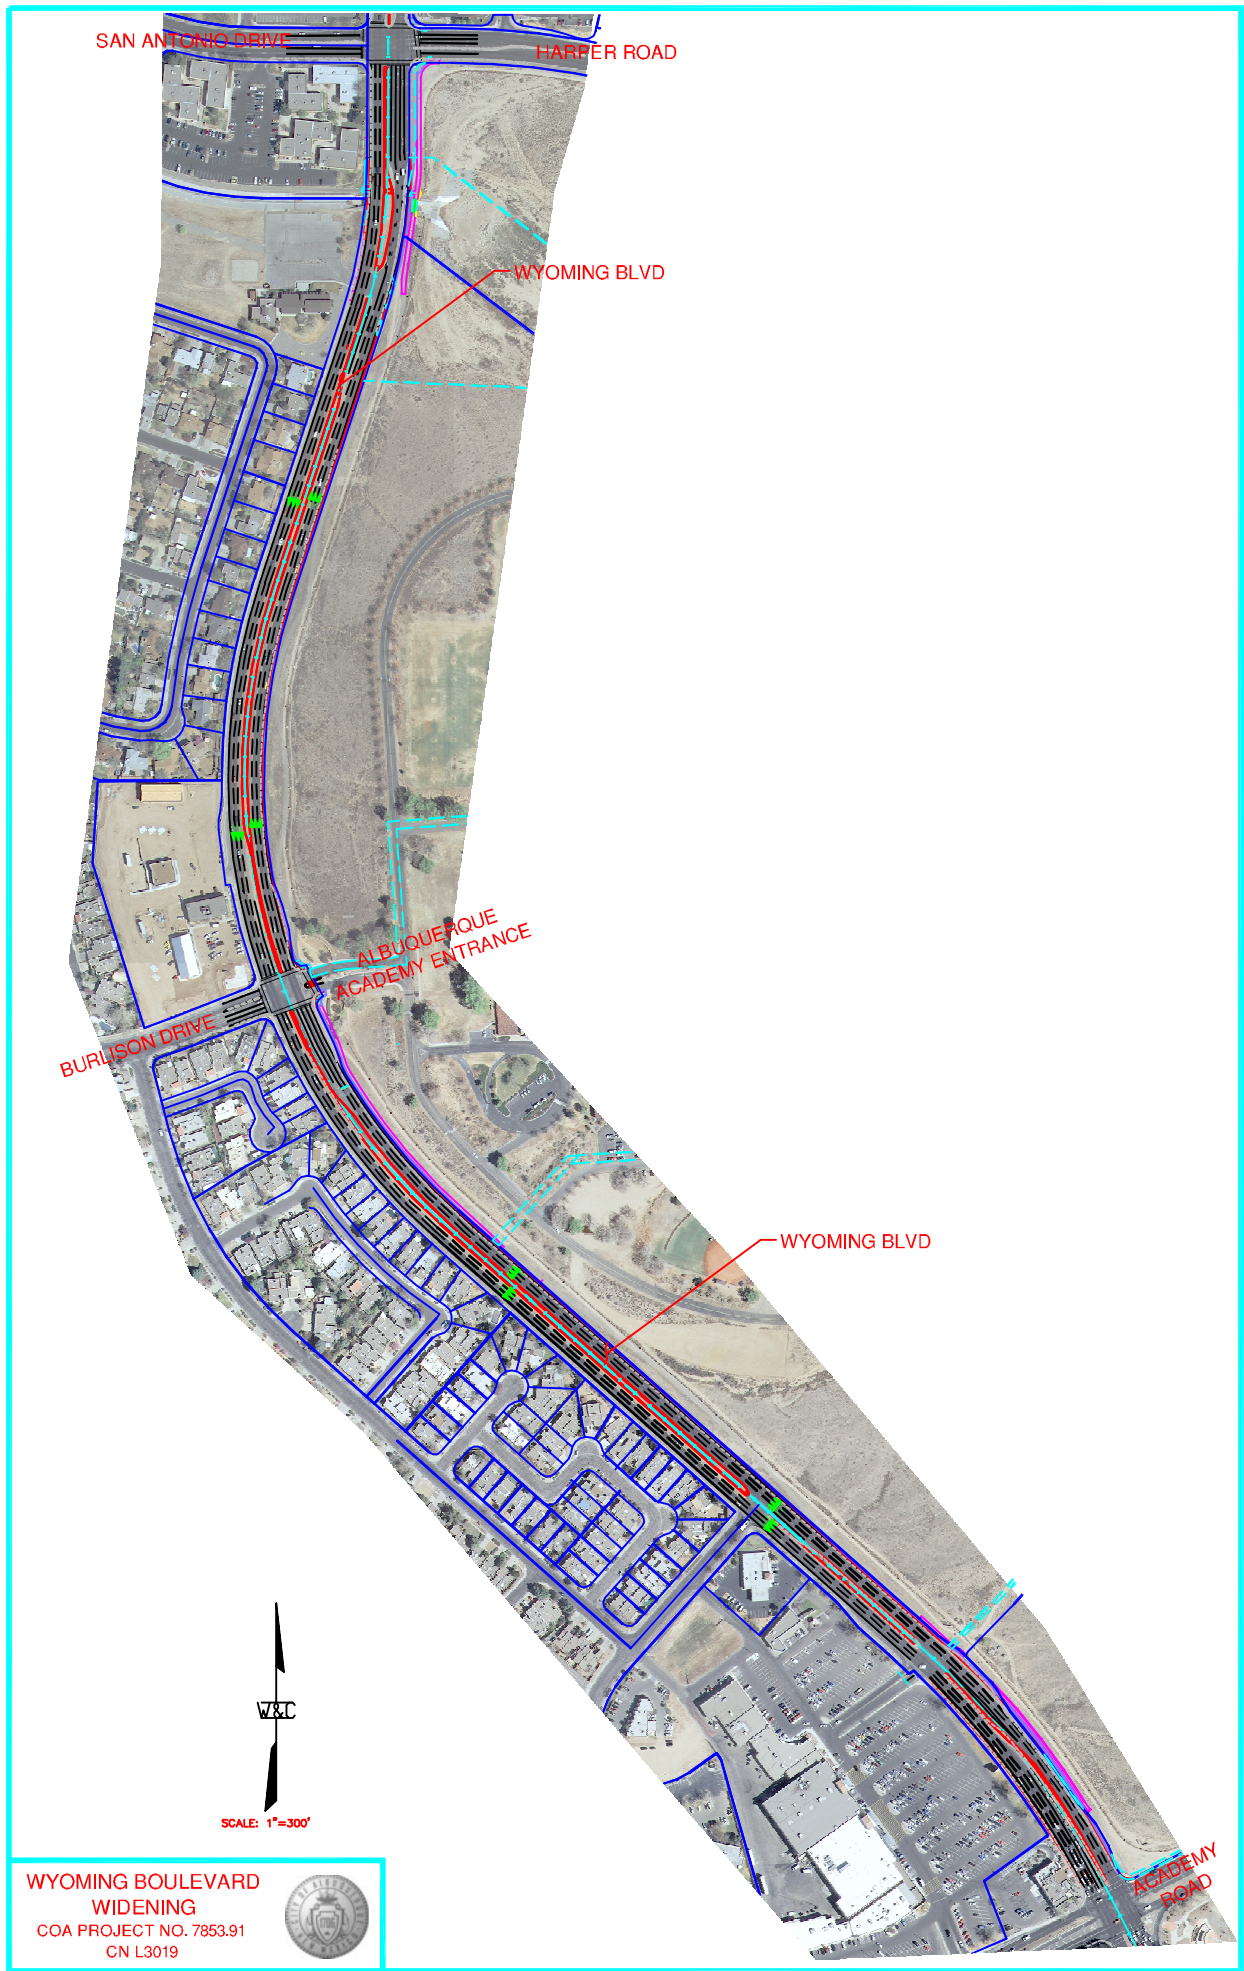 SAN ANTONIO DRIVE
HARPER ROAD
WYOMING BLVD
ALBUQUERQUE
ACADEMY ENTRANCE
BURLISON DRIVE
WYOMING BLVD
W&C
SCALE: 1"=300'
ACADEMY
ROAD
WYOMING BOULEVARD
WIDENING
COA PROJECT NO. 7853.91
CN L3019